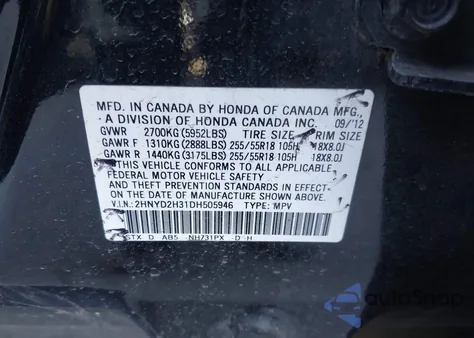 MFD. IN CANADA BY HONDA OF CANADA MFG.,
A DIVISION OF HONDA CANADA INC. 09/'12
GVWR 2700KG (5952LBS) TIRE SIZE RIM SIZE
GAWR F 1310KG (2888LBS) 255/55R18 105H 18X8.0J
GAWR R 1440KG (3175LBS) 255/55R18 105H 18X8.0J
THIS VEHICLE CONFORMS TO ALL APPLICABLE
FEDERAL MOTOR VEHICLE SAFETY AND
THEFT PREVENTION STANDARDS IN EFFECT
ON THE DATE OF MANUFACTURE SHOWN ABOVE.
V.I.N.: 2HNYD2H31DH505946 TYPE: MPV
STX D AB5 NH731PX D H
autoSnap